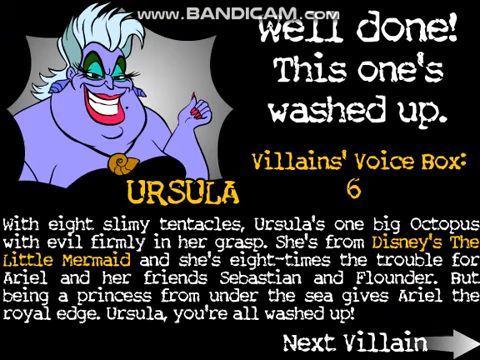 www.BANDICAM.com
Well done!
This one's
washed up.
Villains' Voice Box:
6
URSULA
With eight slimy tentacles, Ursula's one big Octopus
with evil firmly in her grasp. She's from Disney's The
Little Mermaid and she's eight-times the trouble for
Ariel and her friends Sebastian and Flounder. But
being a princess from under the sea gives Ariel the
royal edge. Ursula, you're all washed up!
Next Villain